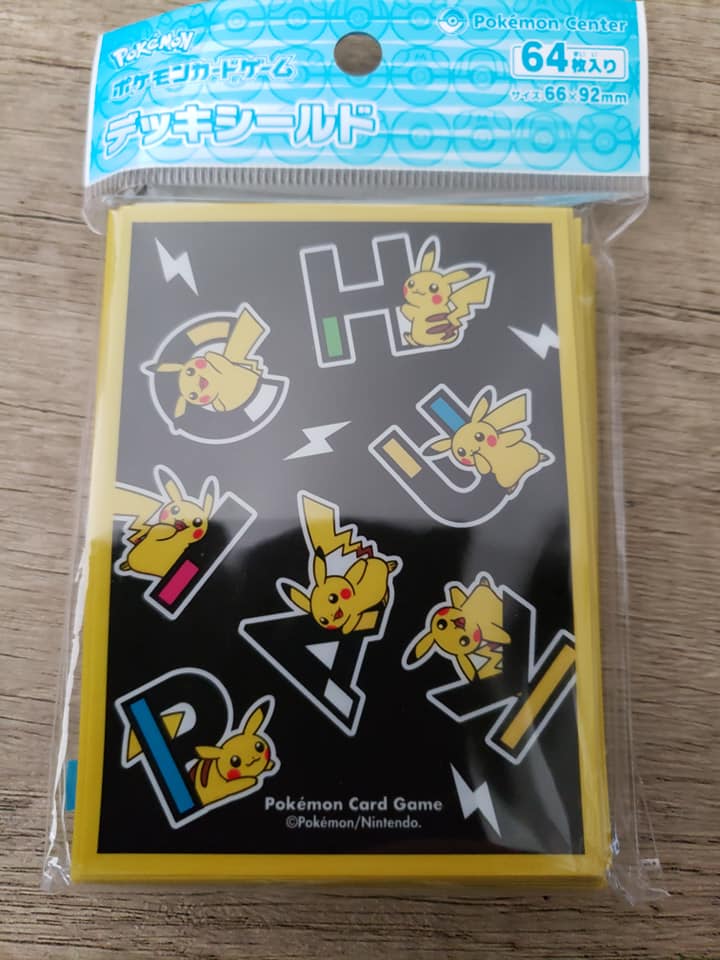 POKÉMON
ポケモンカードゲーム
デッキシールド
Pokémon Center
64枚入り
サイズ 66×92mm
H
C
U
I
A
K
P
Pokémon Card Game
©Pokémon/Nintendo.